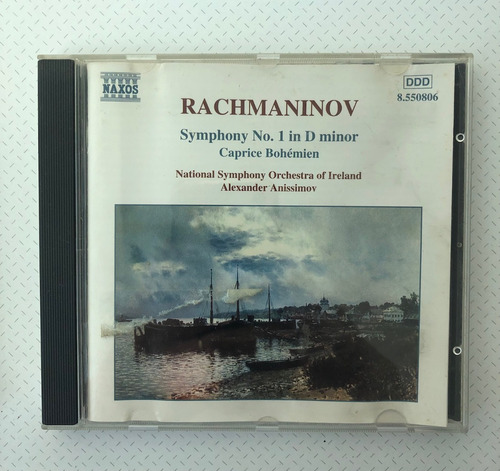 NAXOS
DDD
8.550806
RACHMANINOV
Symphony No. 1 in D minor
Caprice Bohémien
National Symphony Orchestra of Ireland
Alexander Anissimov